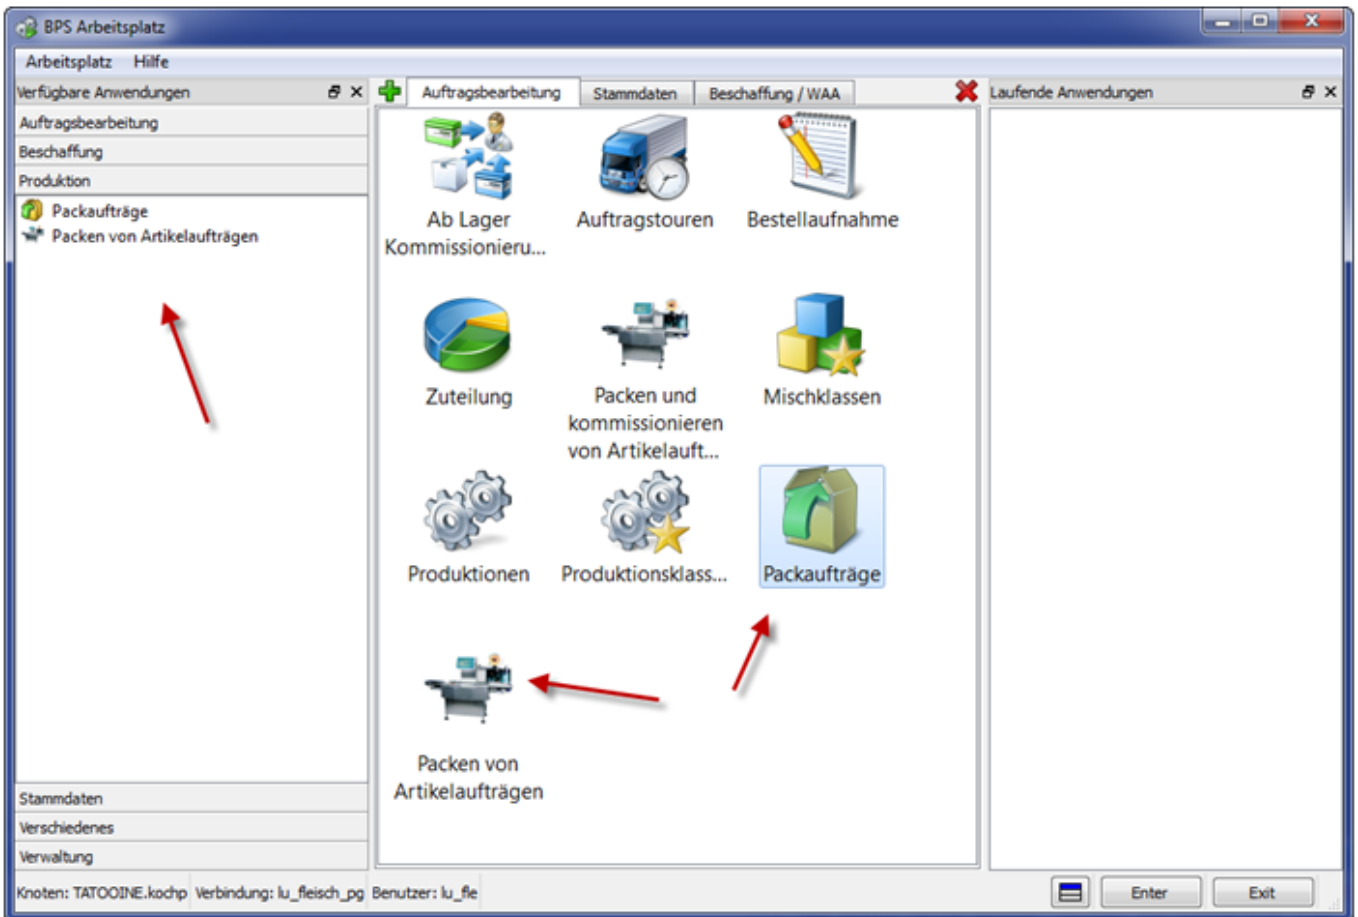 BPS Arbeitsplatz
Arbeitsplatz Hilfe
Verfügbare Anwendungen
Auftragsbearbeitung
Beschaffung
Produktion
Packaufträge
Packen von Artikelaufträgen
Stammdaten
Verschiedenes
Verwaltung
Auftragsbearbeitung Stammdaten Beschaffung / WAA
Ab Lager
Kommissionieru...
Auftragstouren
Bestellaufnahme
Zuteilung
Packen und
kommissionieren
von Artikelauft...
Mischklassen
Produktionen
Produktionsklass...
Packaufträge
Packen von
Artikelaufträgen
Laufende Anwendungen
Knoten: TATOOINE.kochp Verbindung: lu_fleisch_pg Benutzer: lu_fle
Enter Exit